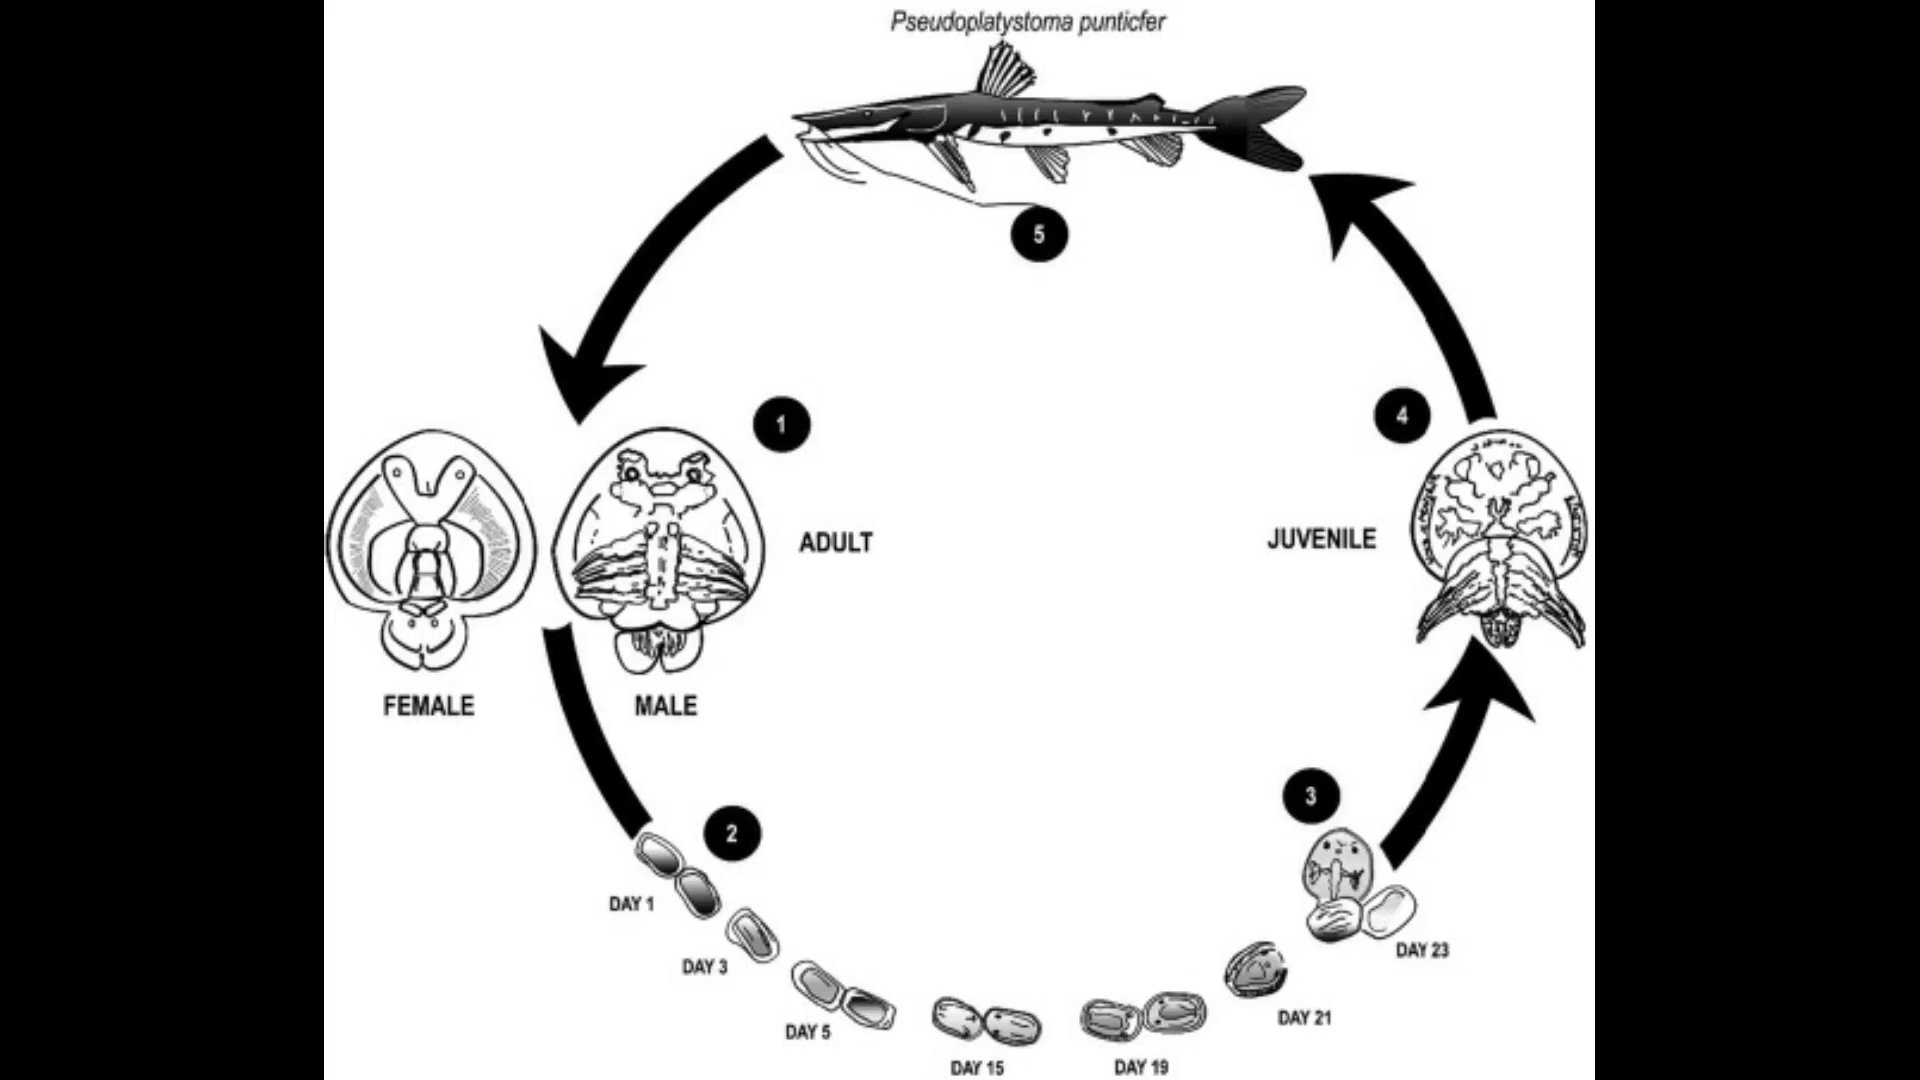 Pseudoplatystoma punticfer
5
1
4
ADULT
JUVENILE
FEMALE
MALE
3
2
DAY 1
DAY 3
DAY 23
DAY 5
DAY 21
DAY 15
DAY 19